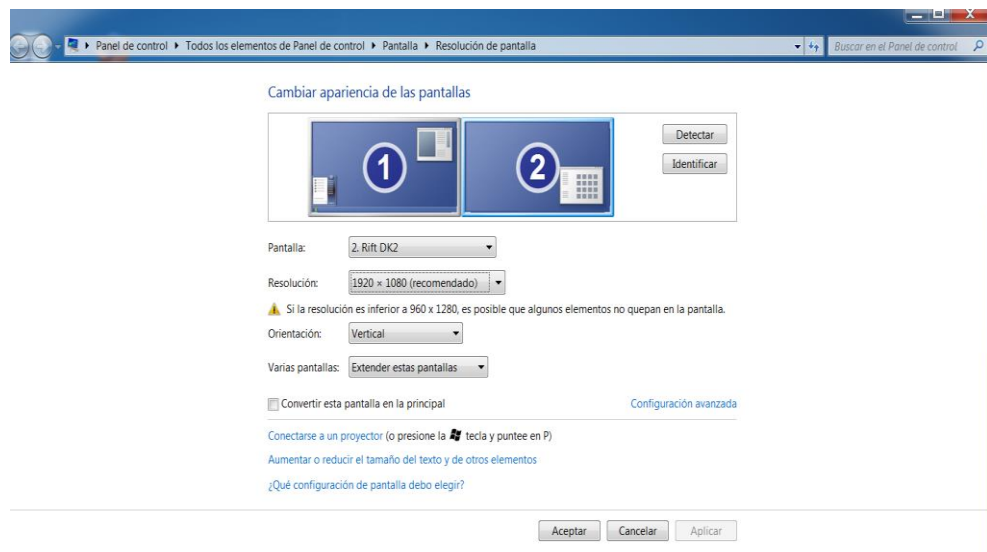 Panel de control ▸ Todos los elementos de Panel de control ▸ Pantalla ▸ Resolución de pantalla
Buscar en el Panel de control
Cambiar apariencia de las pantallas
1
2
Detectar
Identificar
Pantalla: 2. Rift DK2
Resolución: 1920 × 1080 (recomendado)
Si la resolución es inferior a 960 x 1280, es posible que algunos elementos no quepan en la pantalla.
Orientación: Vertical
Varias pantallas: Extender estas pantallas
Convertir esta pantalla en la principal
Configuración avanzada
Conectarse a un proyector (o presione la tecla y puntee en P)
Aumentar o reducir el tamaño del texto y de otros elementos
¿Qué configuración de pantalla debo elegir?
Aceptar
Cancelar
Aplicar